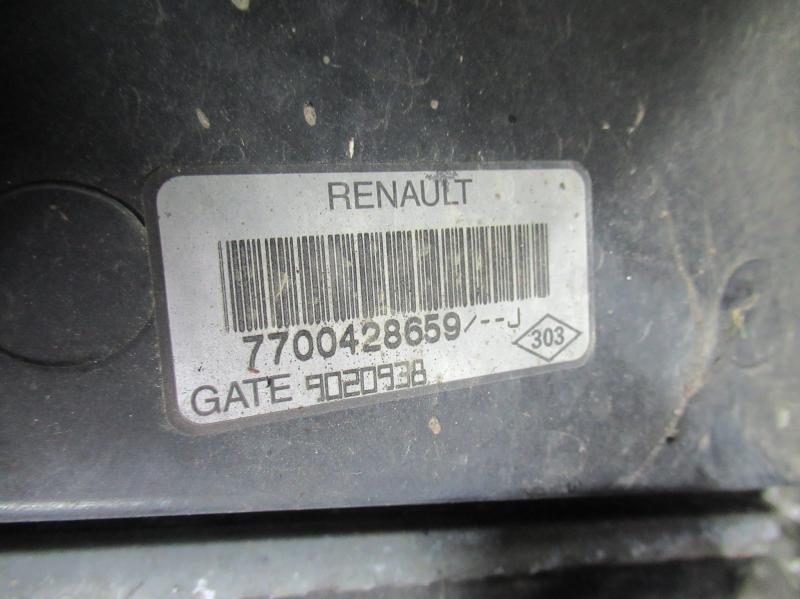 RENAULT
7700428659/--J
303
GATE 9020938